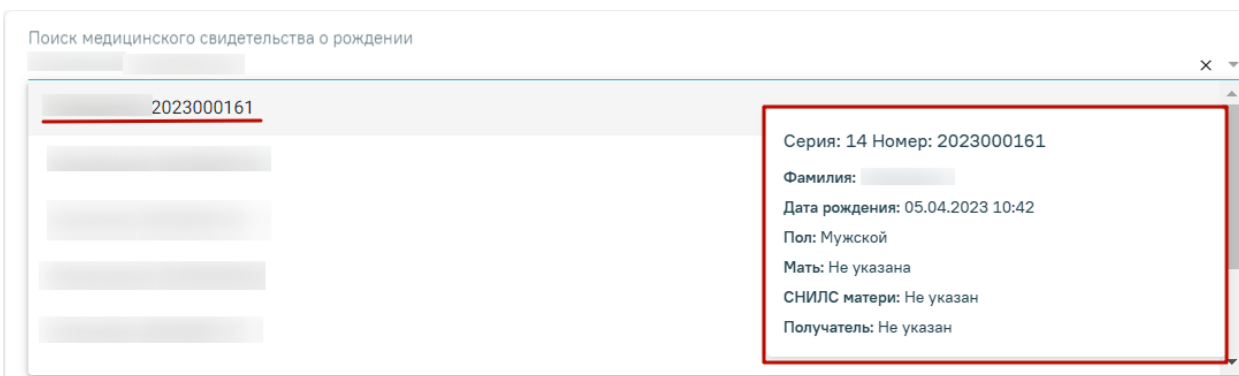 Поиск медицинского свидетельства о рождении
2023000161
Серия: 14 Номер: 2023000161
Фамилия:
Дата рождения: 05.04.2023 10:42
Пол: Мужской
Мать: Не указана
СНИЛС матери: Не указан
Получатель: Не указан